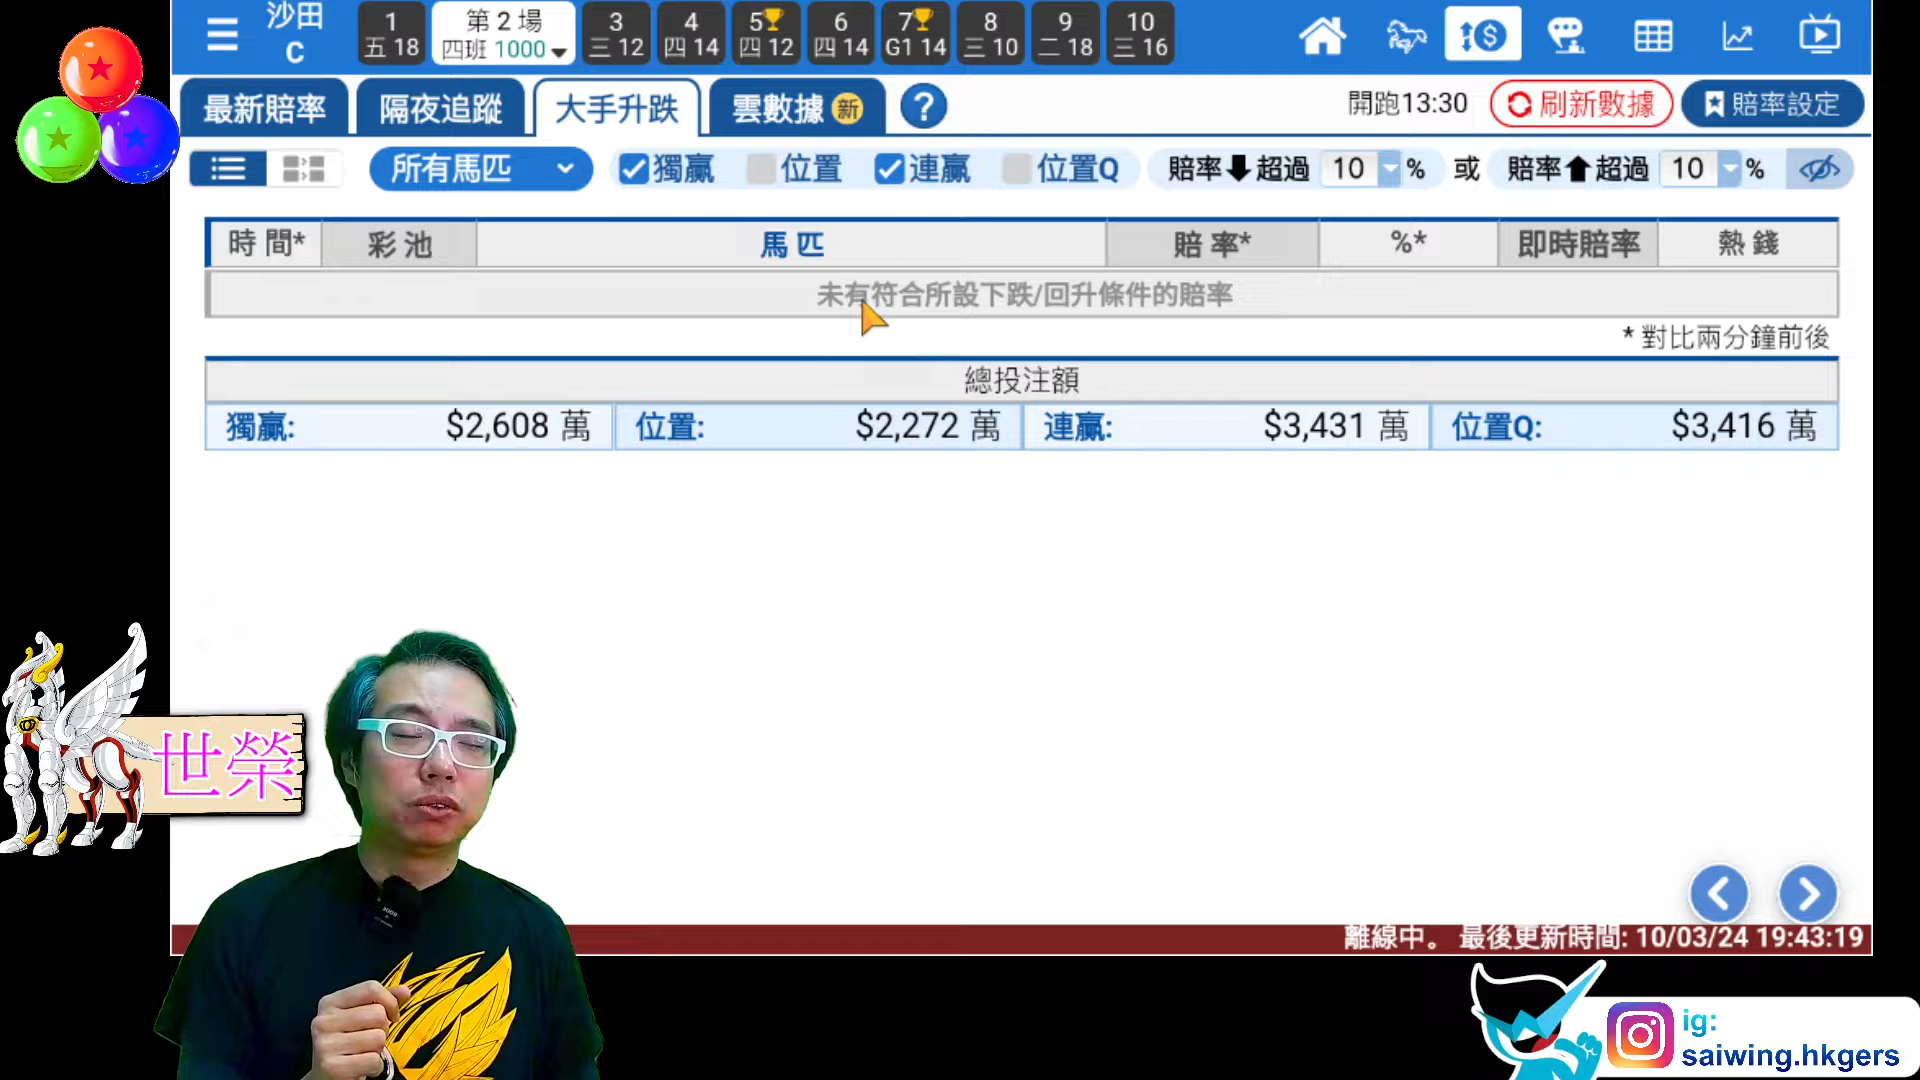 沙田
C
1
五 18
第 2 場
四班 1000
3
三 12
4
四 14
5
四 12
6
四 14
7
G1 14
8
三 10
9
二 18
10
三 16
最新賠率
隔夜追蹤
大手升跌
雲數據 新
?
開跑13:30
刷新數據
賠率設定
所有馬匹
獨贏
位置
連贏
位置Q
賠率⬇超過 10 %
或
賠率⬆超過 10 %
時 間*
彩 池
馬 匹
賠 率*
%*
即時賠率
熱 錢
未有符合所設下跌/回升條件的賠率
* 對比兩分鐘前後
總投注額
獨贏: $2,608 萬
位置: $2,272 萬
連贏: $3,431 萬
位置Q: $3,416 萬
世榮
離線中。 最後更新時間: 10/03/24 19:43:19
ig:
saiwing.hkgers